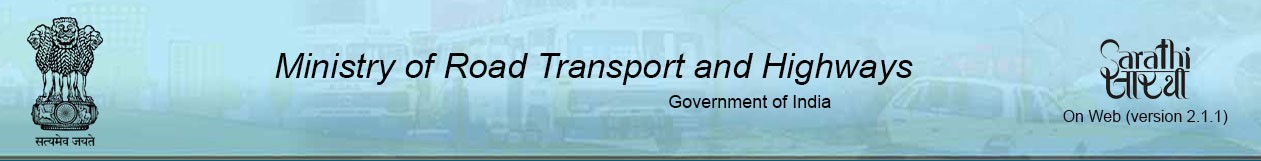 Ministry of Road Transport and Highways
Government of India
सत्यमेव जयते
Sarathi
सारथी
On Web (version 2.1.1)